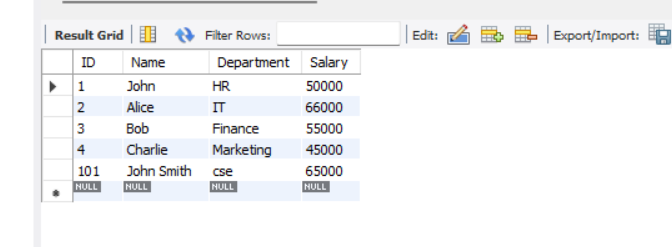 Result Grid Filter Rows: Edit: Export/Import:
ID Name Department Salary
1 John HR 50000
2 Alice IT 66000
3 Bob Finance 55000
4 Charlie Marketing 45000
101 John Smith cse 65000
NULL NULL NULL NULL